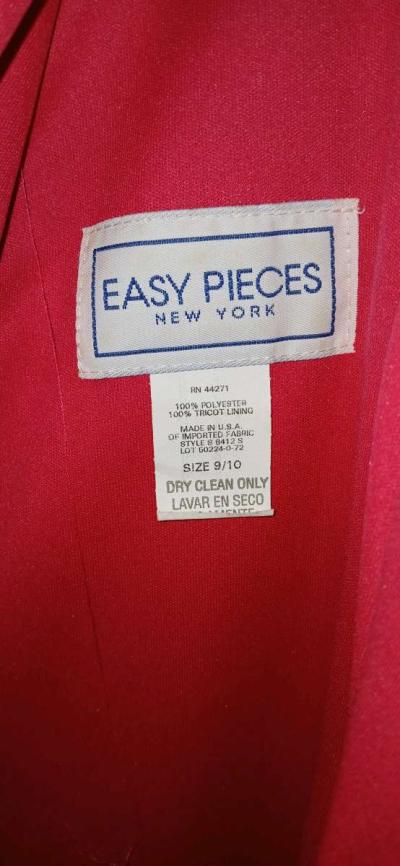 EASY PIECES
NEW YORK
RN 44271
100% POLYESTER
100% TRICOT LINING
MADE IN U.S.A.
OF IMPORTED FABRIC
STYLE S 8412 S
LOT 50224-0-72
SIZE 9/10
DRY CLEAN ONLY
LAVAR EN SECO